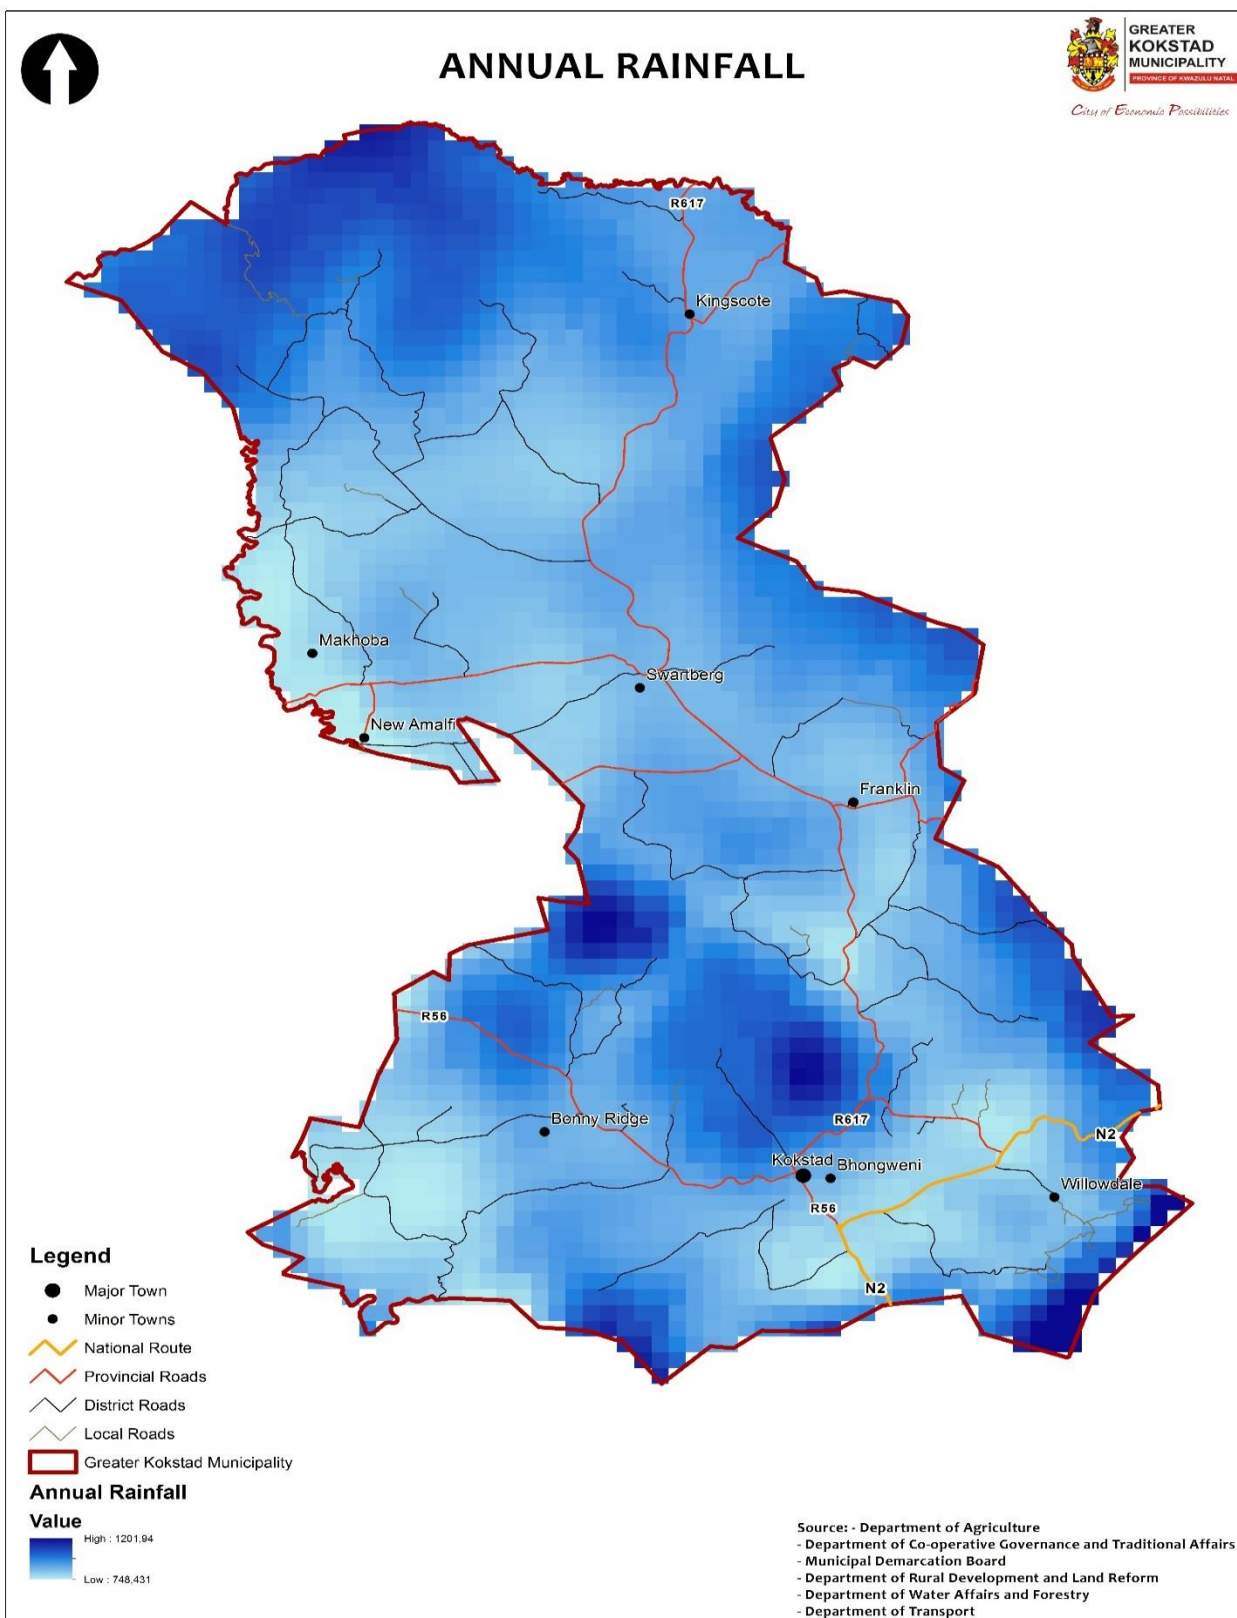 ANNUAL RAINFALL
GREATER
KOKSTAD
MUNICIPALITY
PROVINCE OF KWAZULU NATAL
City of Economic Possibilities
R617
Kingscote
Makhoba
Swartberg
New Amalfi
Franklin
R56
Bonny Ridge
R617
N2
Kokstad
Bhongweni
Willowdale
R56
N2
Legend
Major Town
Minor Towns
National Route
Provincial Roads
District Roads
Local Roads
Greater Kokstad Municipality
Annual Rainfall
Value
High : 1201,94
Low : 748,431
Source: - Department of Agriculture
- Department of Co-operative Governance and Traditional Affairs
- Municipal Demarcation Board
- Department of Rural Development and Land Reform
- Department of Water Affairs and Forestry
- Department of Transport